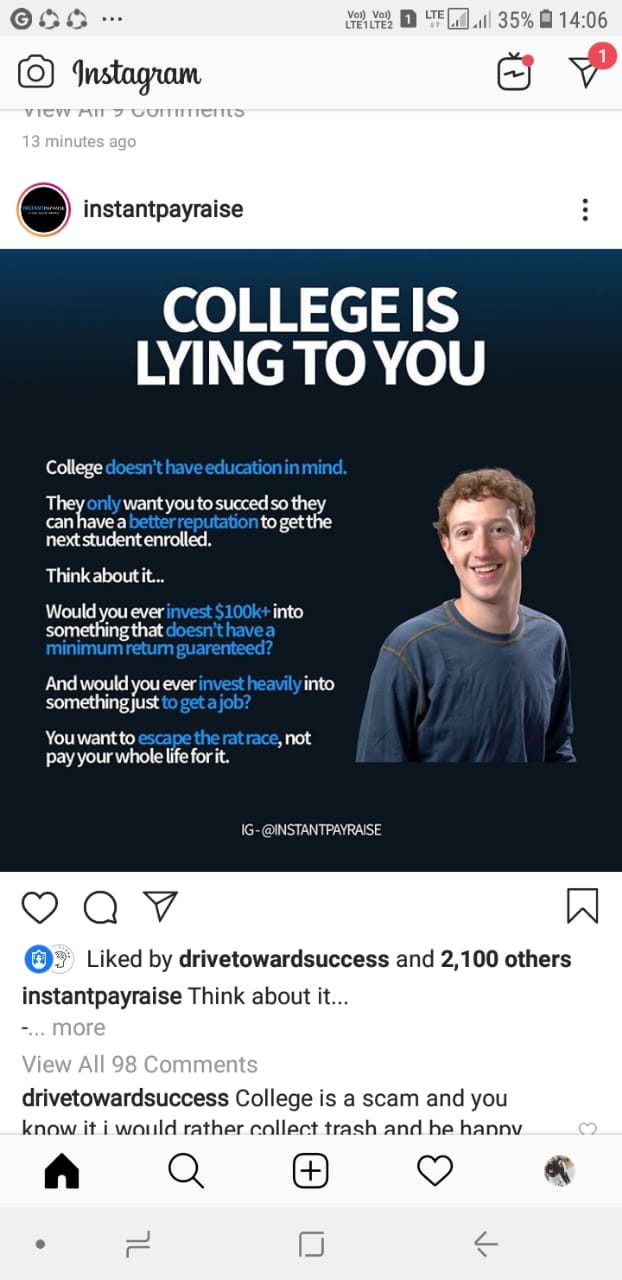 Vo) Vo) 1 LTE 35% 14:06
LTE1 LTE2
Instagram
1
View All 9 Comments
13 minutes ago
INSTANTPAYRAISE
instantpayraise
COLLEGE IS
LYING TO YOU
College doesn't have education in mind.
They only want you to succed so they
can have a better reputation to get the
next student enrolled.
Think about it...
Would you ever invest $100k+ into
something that doesn't have a
minimum return guarenteed?
And would you ever invest heavily into
something just to get a job?
You want to escape the rat race, not
pay your whole life for it.
IG-@INSTANTPAYRAISE
Liked by drivetowardsuccess and 2,100 others
instantpayraise Think about it...
-... more
View All 98 Comments
drivetowardsuccess College is a scam and you
know it i would rather collect trash and be happy